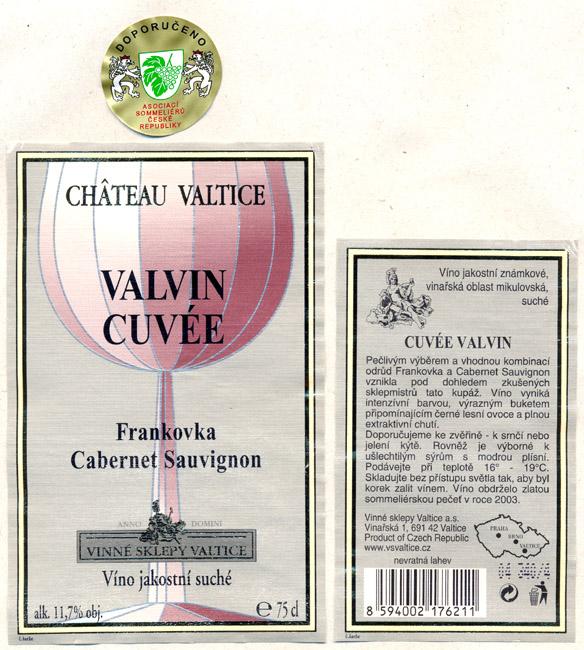 DOPORUČENO
ASOCIACÍ
SOMMELIÉRŮ
ČESKÉ
REPUBLIKY
CHÂTEAU VALTICE
VALVIN
CUVÉE
Frankovka
Cabernet Sauvignon
ANNO DOMINI
VINNÉ SKLEPY VALTICE
Víno jakostní suché
alk. 11,7% obj.
℮ 75 cl
Víno jakostní známkové,
vinařská oblast mikulovská,
suché
CUVÉE VALVIN
Pečlivým výběrem a vhodnou kombinací
odrůd Frankovka a Cabernet Sauvignon
vznikla pod dohledem zkušených
sklepmistrů tato kupáž. Víno vyniká
intenzívní barvou, výrazným buketem
připomínajícím černé lesní ovoce a plnou
extraktivní chutí.
Doporučujeme ke zvěřině - k srnčí nebo
jelení kýtě. Rovněž je výborné k
ušlechtilým sýrům s modrou plísní.
Podávejte při teplotě 16° - 19°C.
Skladujte bez přístupu světla tak, aby byl
korek zalit vínem. Víno obdrželo zlatou
sommeliérskou pečeť v roce 2003.
Vinné sklepy Valtice a.s.
Vinařská 1, 691 42 Valtice
Product of Czech Republic
www.vsvaltice.cz
nevratná lahev
PRAHA
BRNO
VALTICE
8 594002 176211